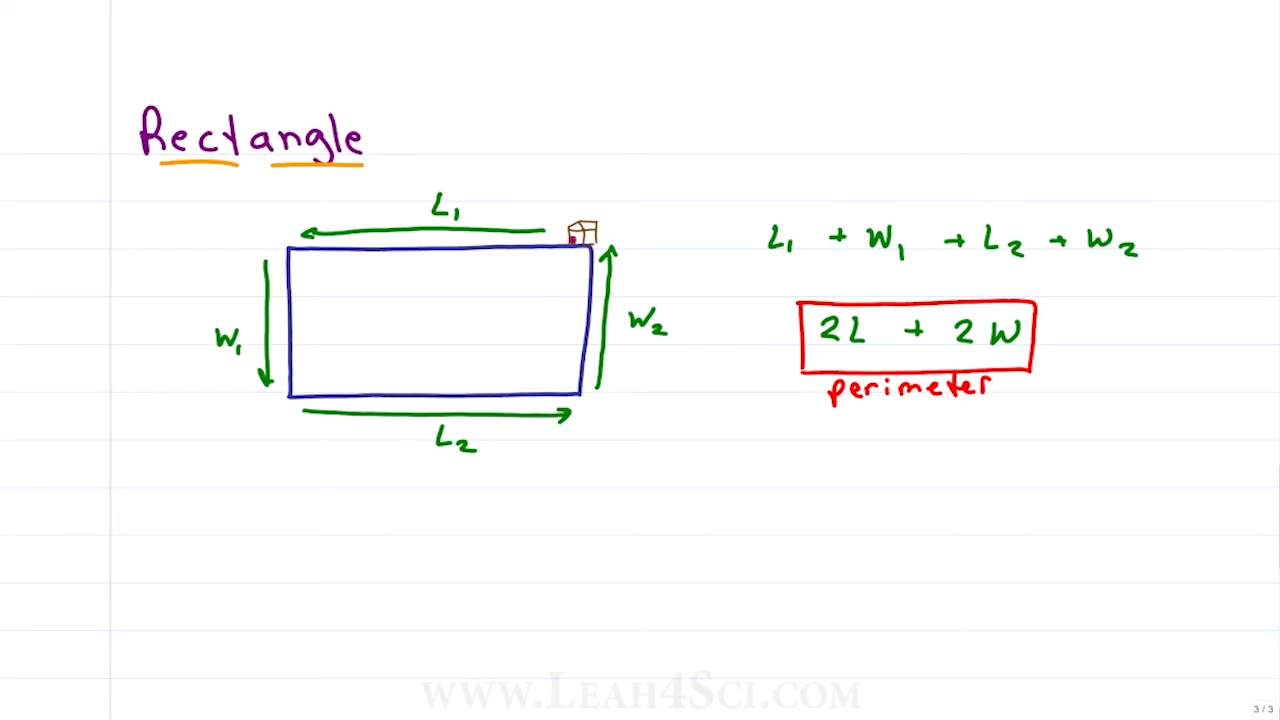 Rectangle
L₁
L₁ + W₁ + L₂ + W₂
W₁
W₂
2L + 2W
perimeter
L₂
www.Leah4Sci.com
3 / 3